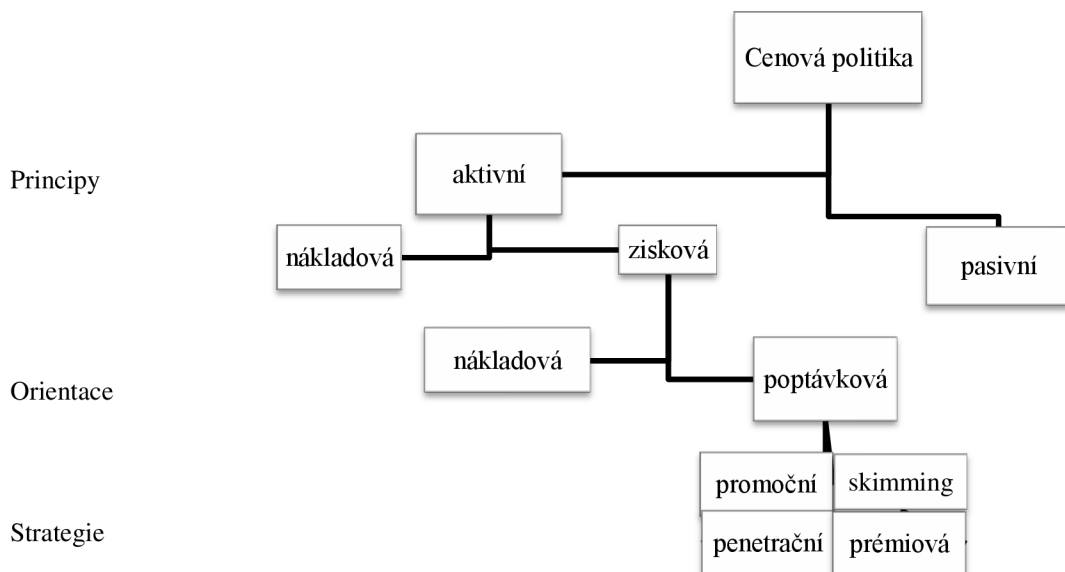 Cenová politika
Principy
aktivní
nákladová
zisková
pasivní
Orientace
nákladová
poptávková
Strategie
promoční
skimming
penetrační
prémiová